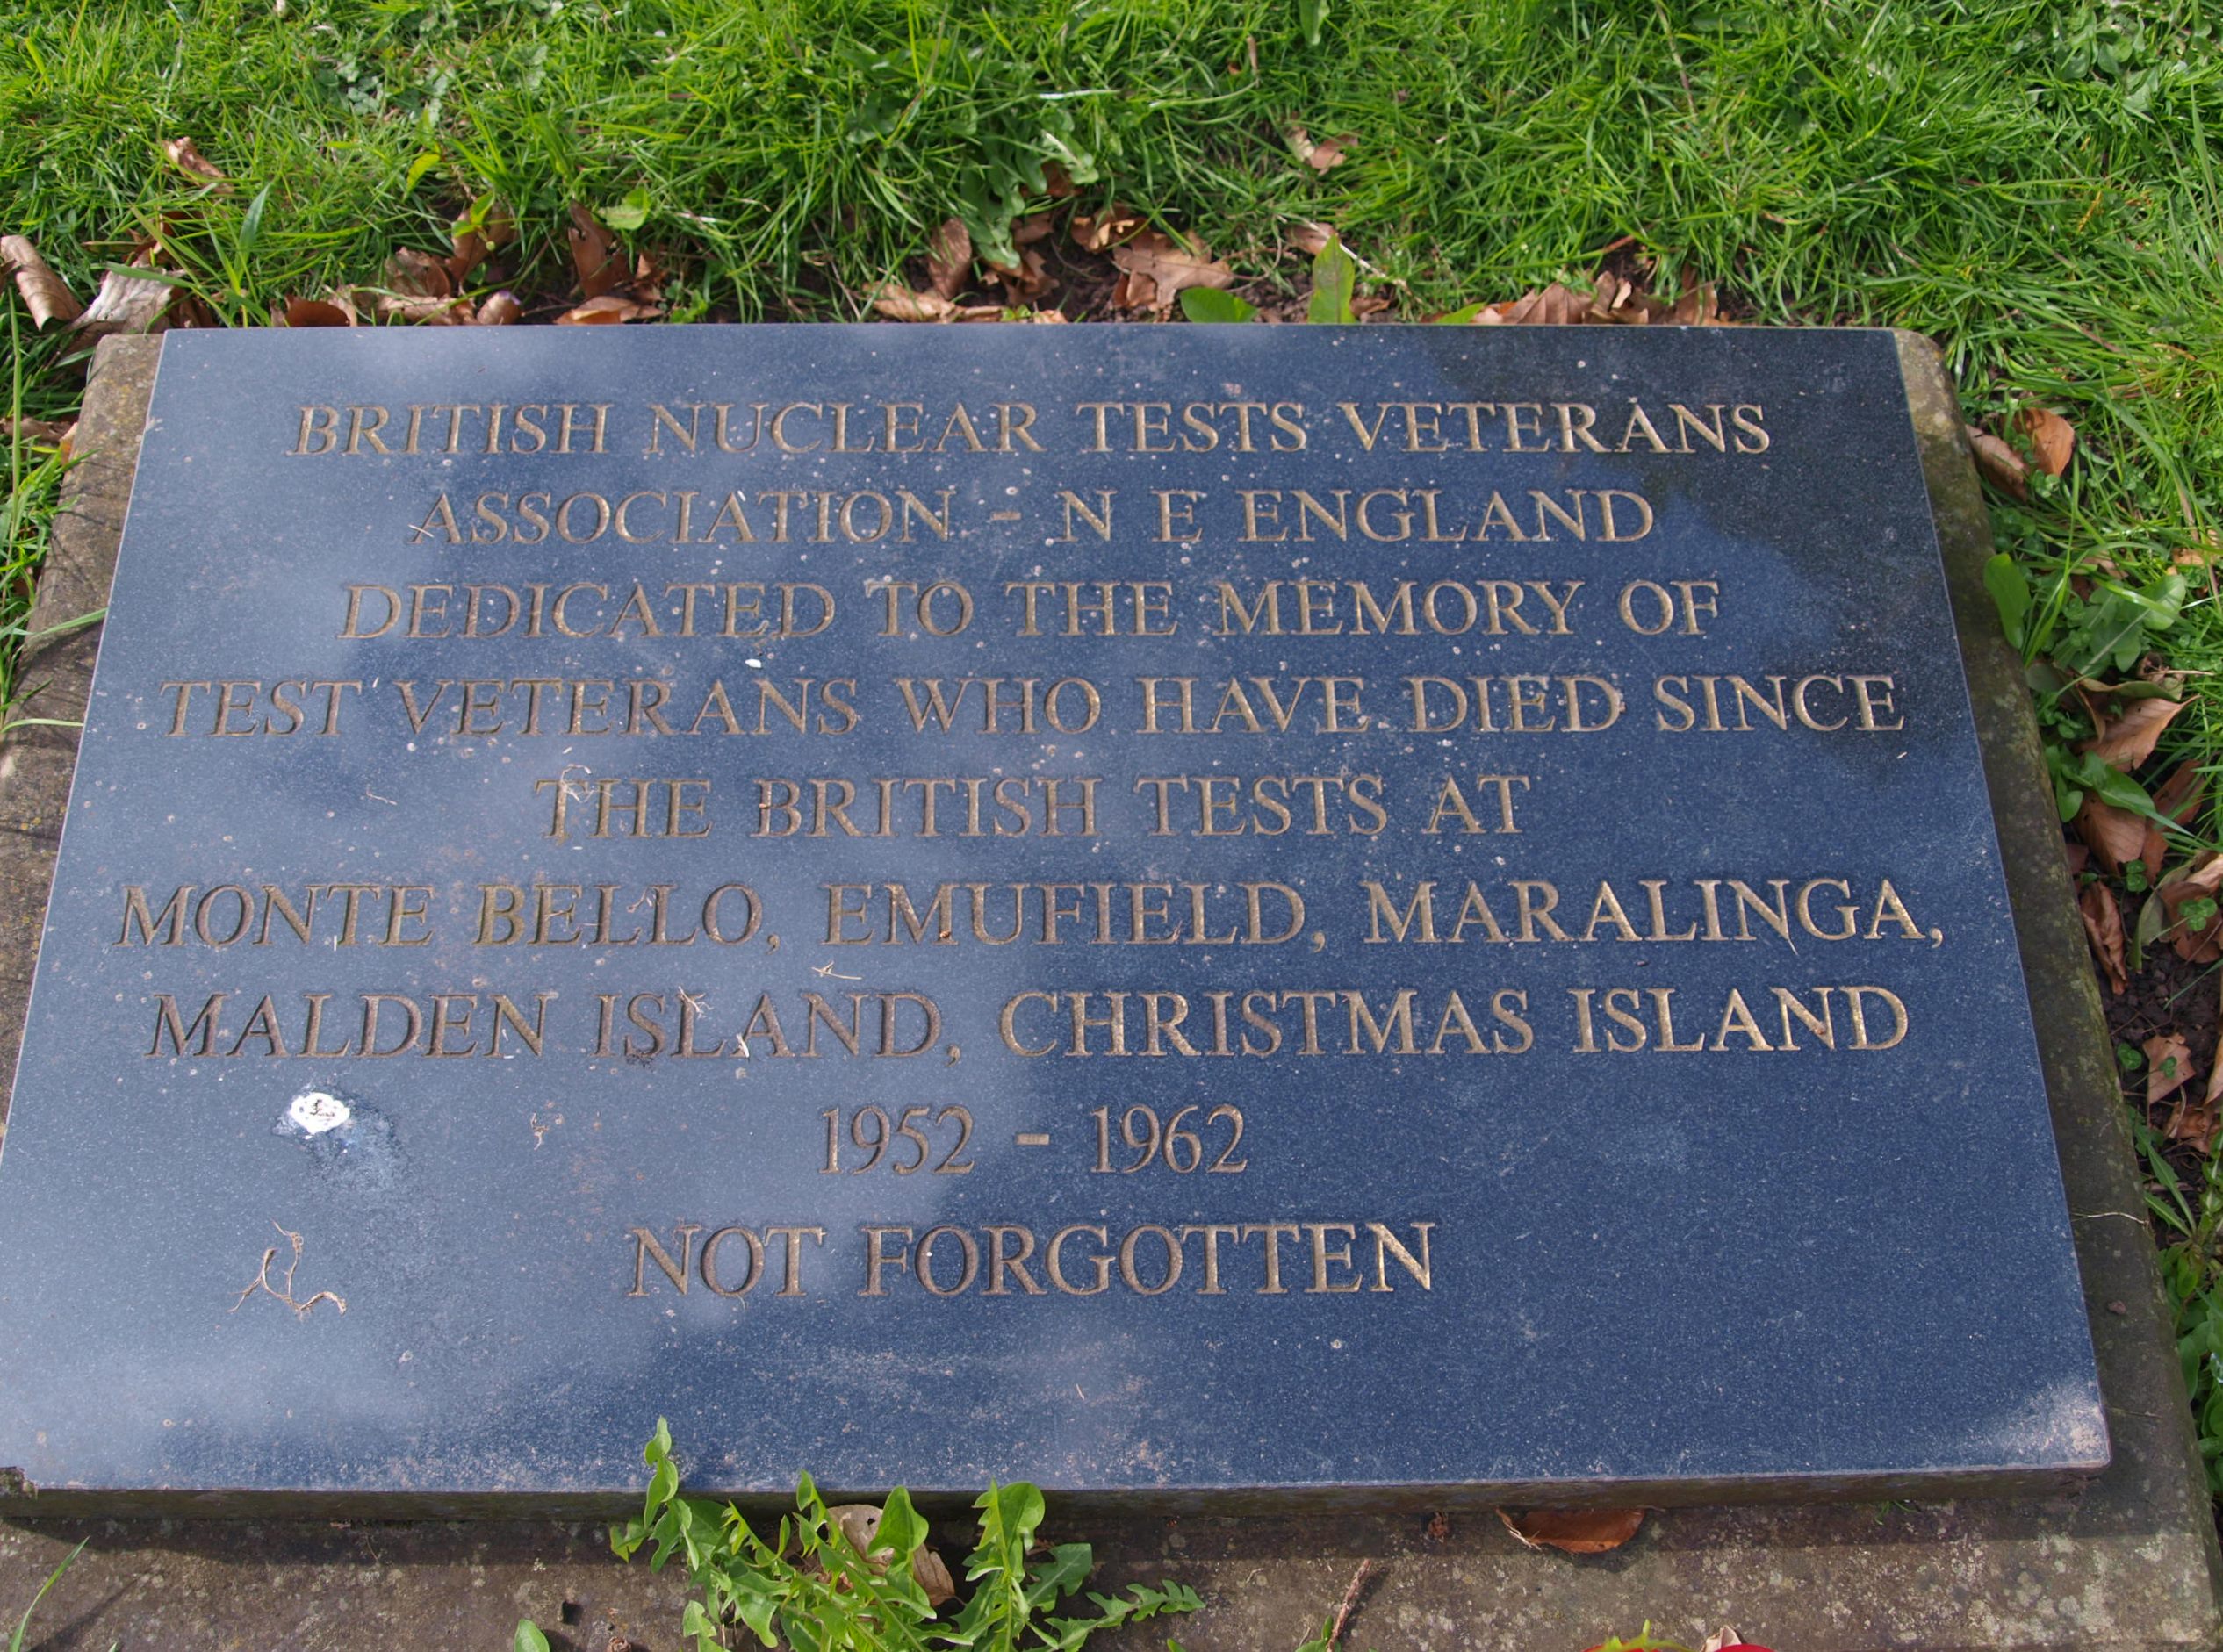 BRITISH NUCLEAR TESTS VETERANS
ASSOCIATION - N E ENGLAND
DEDICATED TO THE MEMORY OF
TEST VETERANS WHO HAVE DIED SINCE
THE BRITISH TESTS AT
MONTE BELLO, EMUFIELD, MARALINGA,
MALDEN ISLAND, CHRISTMAS ISLAND
1952 - 1962
NOT FORGOTTEN